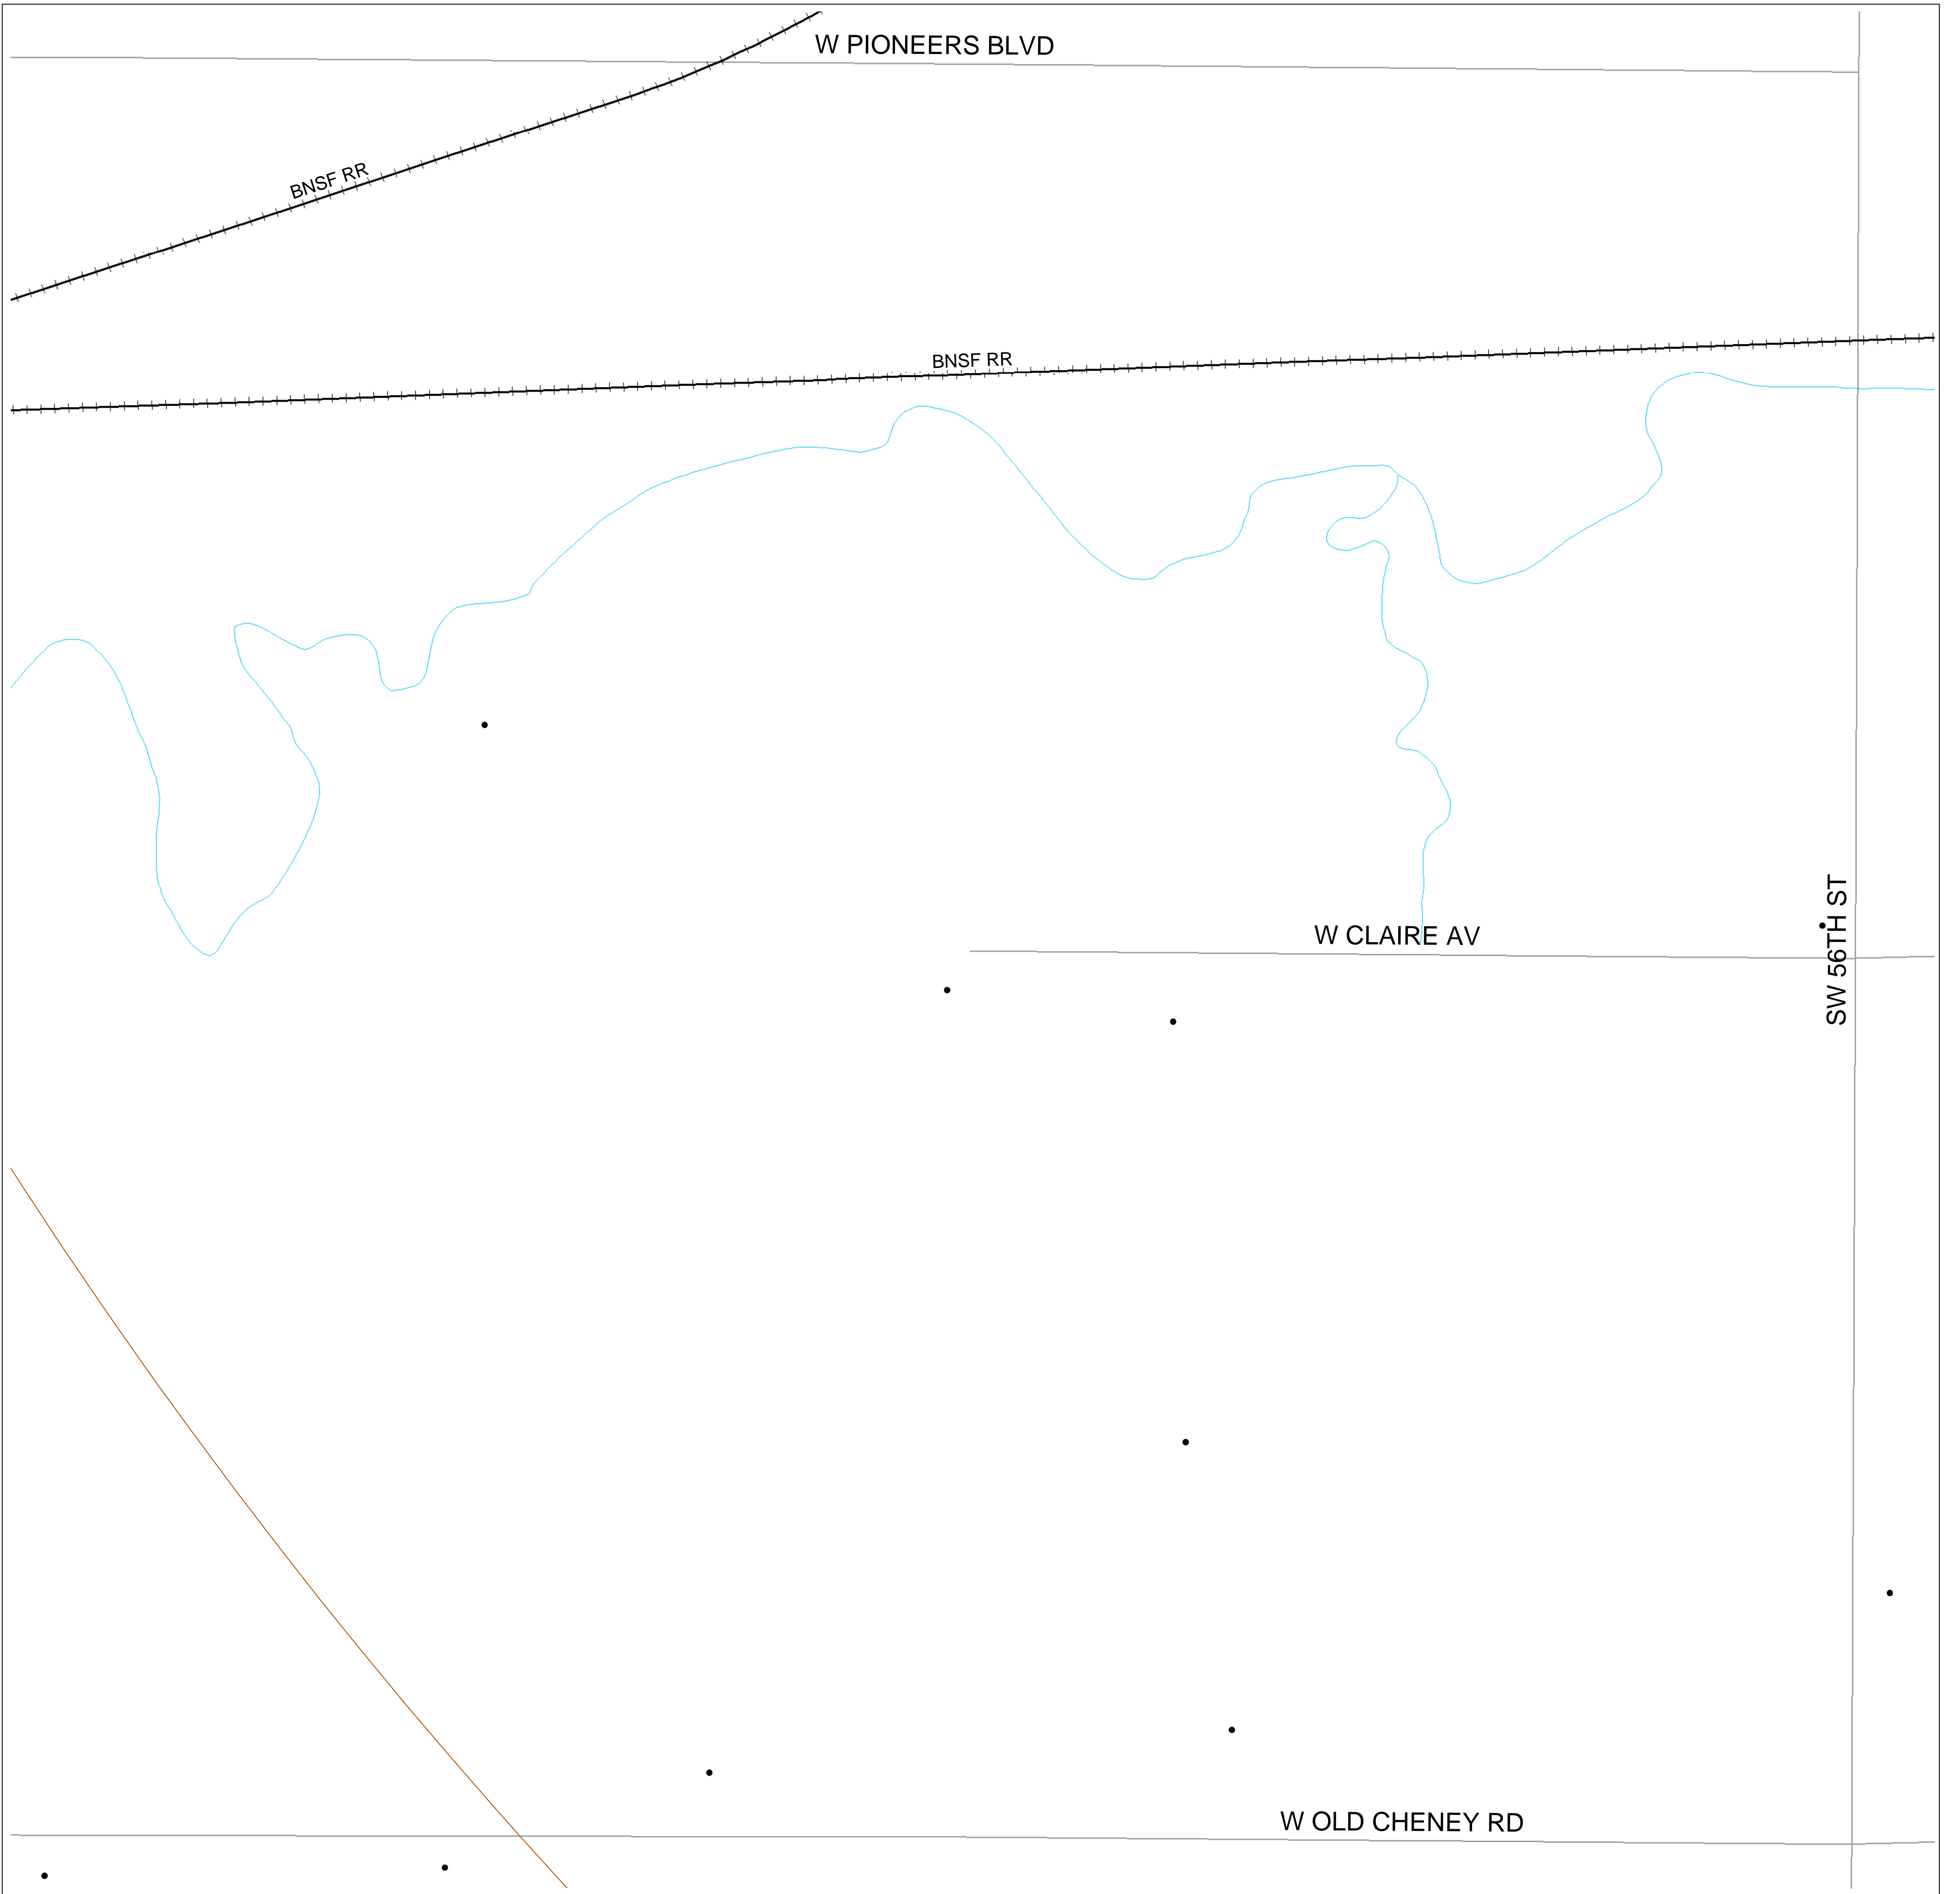 W PIONEERS BLVD
BNSF RR
BNSF RR
W CLAIRE AV
SW 56TH ST
W OLD CHENEY RD